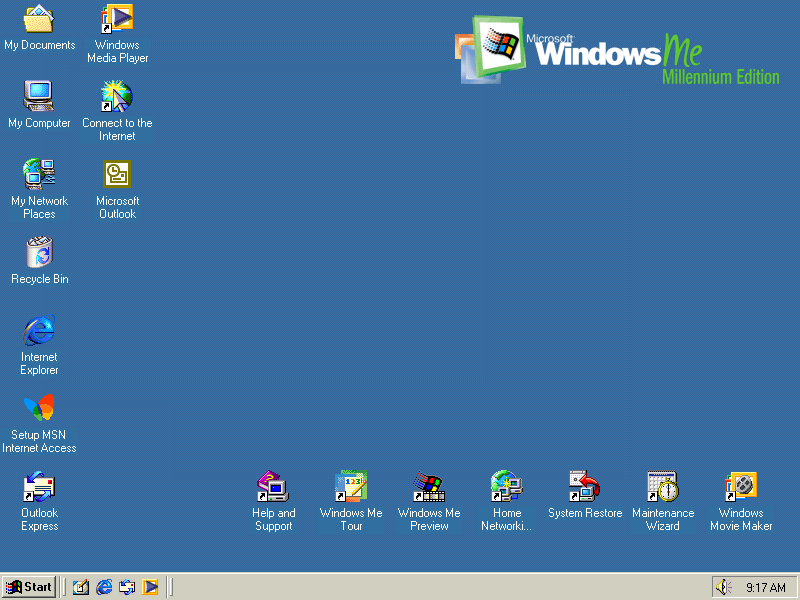 My Documents
Windows
Media Player
Microsoft
Windows Me
Millennium Edition
My Computer
Connect to the
Internet
My Network
Places
Microsoft
Outlook
Recycle Bin
Internet
Explorer
Setup MSN
Internet Access
Outlook
Express
Help and
Support
123
Windows Me
Tour
Windows Me
Preview
Home
Networki...
System Restore
Maintenance
Wizard
Windows
Movie Maker
Start
9:17 AM